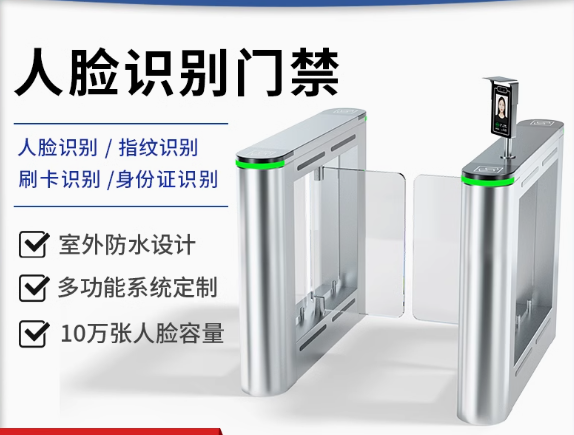 人脸识别门禁
人脸识别 / 指纹识别
刷卡识别 /身份证识别
室外防水设计
多功能系统定制
10万张人脸容量